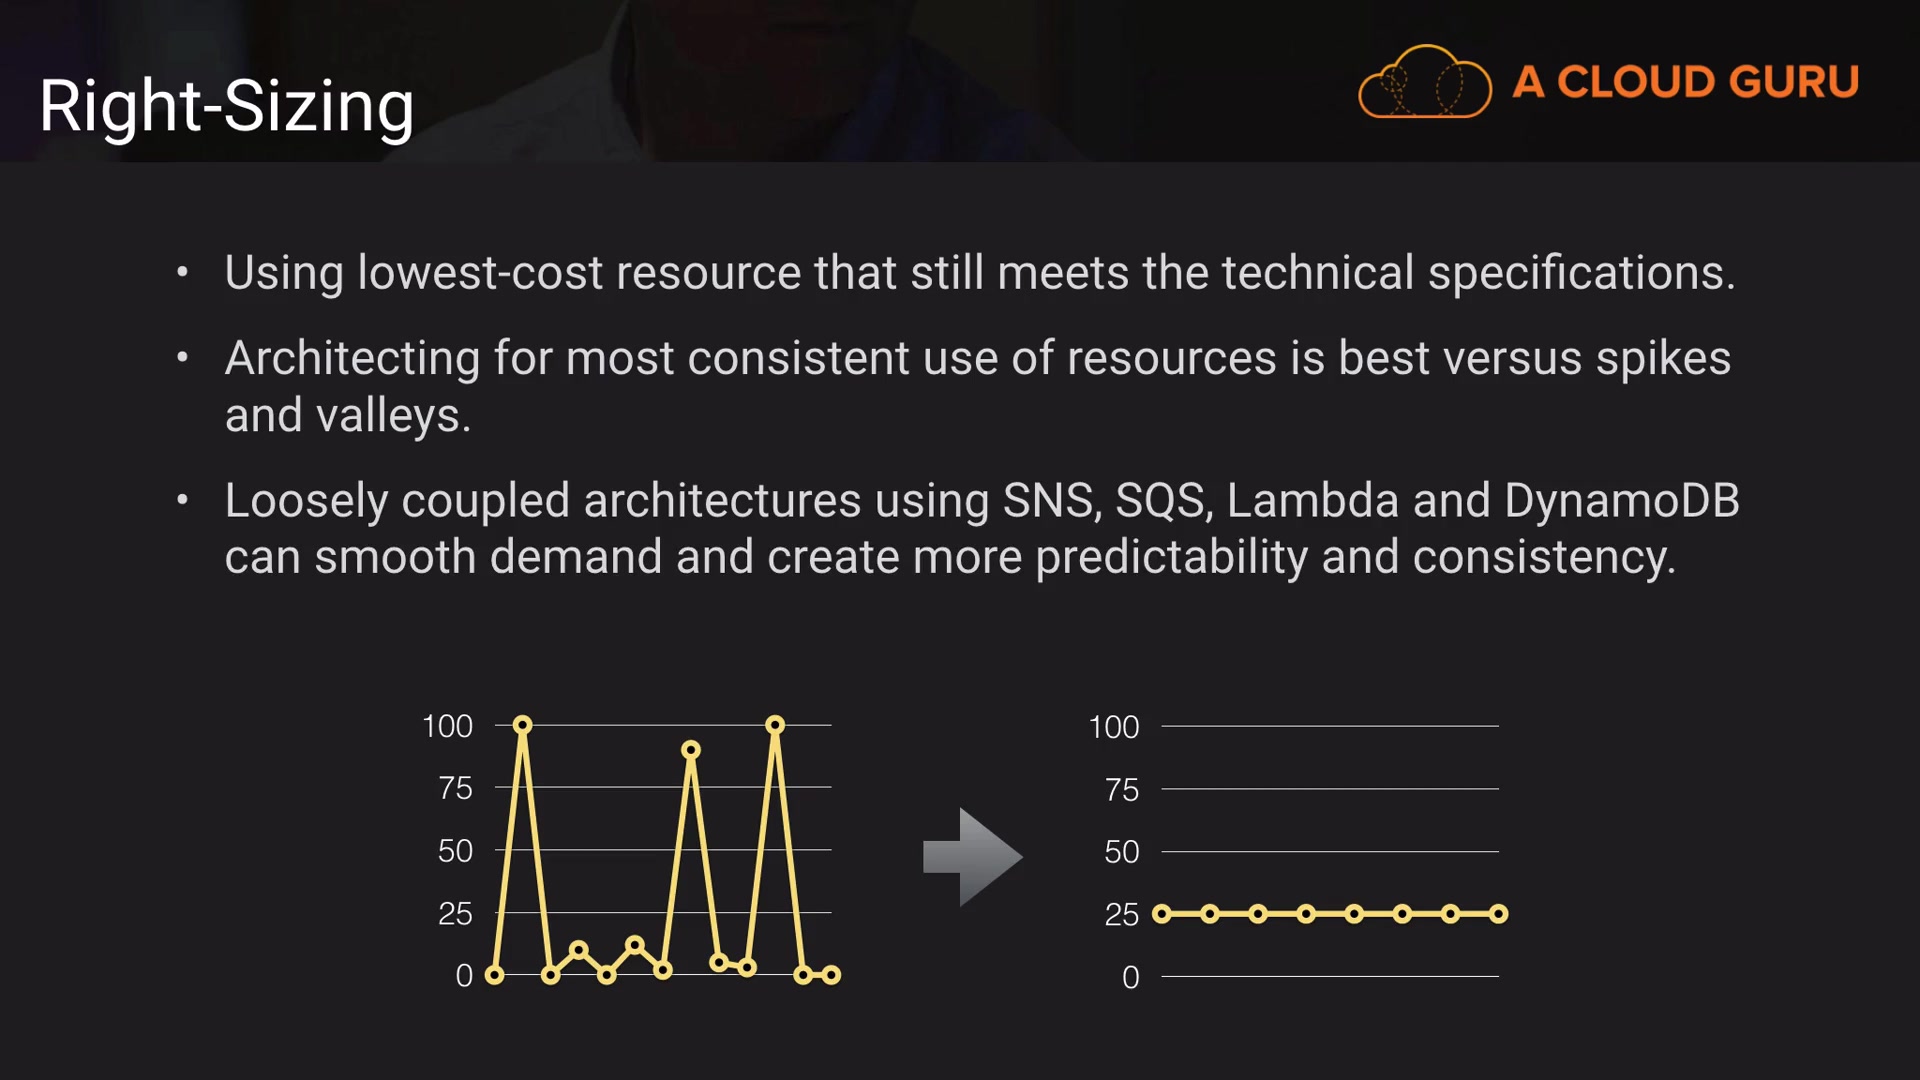 Right-Sizing
A CLOUD GURU
• Using lowest-cost resource that still meets the technical specifications.
• Architecting for most consistent use of resources is best versus spikes
and valleys.
• Loosely coupled architectures using SNS, SQS, Lambda and DynamoDB
can smooth demand and create more predictability and consistency.
100
75
50
25
0
100
75
50
25
0